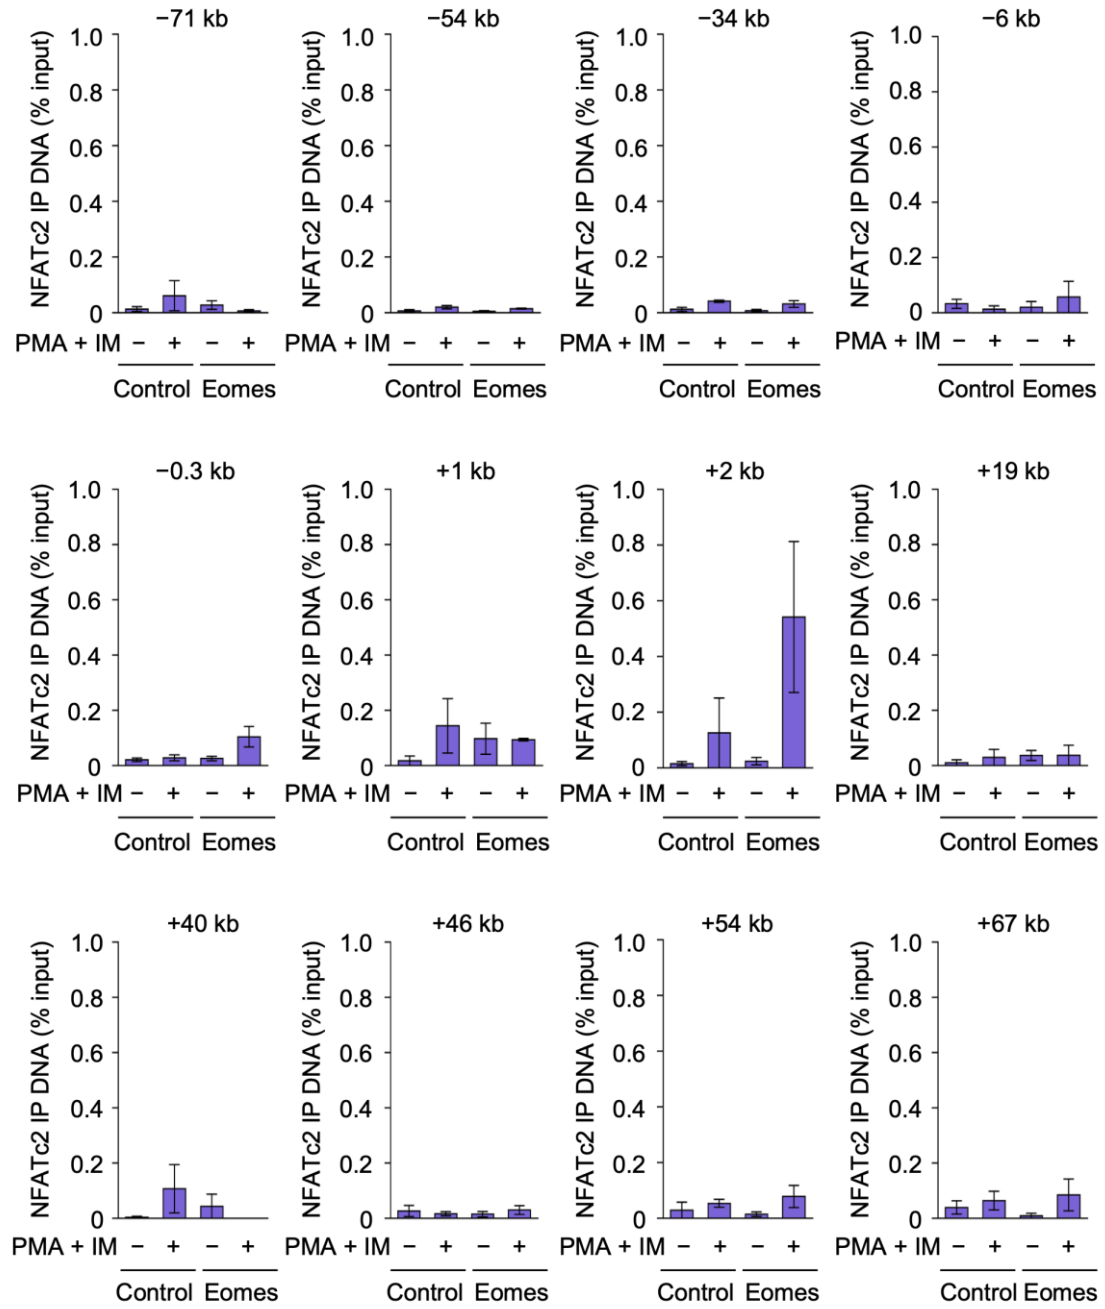 −71 kb −54 kb −34 kb −6 kb
NFATc2 IP DNA (% input) NFATc2 IP DNA (% input) NFATc2 IP DNA (% input) NFATc2 IP DNA (% input)
1.0 1.0 1.0 1.0
0.8 0.8 0.8 0.8
0.6 0.6 0.6 0.6
0.4 0.4 0.4 0.4
0.2 0.2 0.2 0.2
0 0 0 0
PMA + IM − + − + PMA + IM − + − + PMA + IM − + − + PMA + IM − + − +
Control Eomes Control Eomes Control Eomes Control Eomes
−0.3 kb +1 kb +2 kb +19 kb
NFATc2 IP DNA (% input) NFATc2 IP DNA (% input) NFATc2 IP DNA (% input) NFATc2 IP DNA (% input)
1.0 1.0 1.0 1.0
0.8 0.8 0.8 0.8
0.6 0.6 0.6 0.6
0.4 0.4 0.4 0.4
0.2 0.2 0.2 0.2
0 0 0 0
PMA + IM − + − + PMA + IM − + − + PMA + IM − + − + PMA + IM − + − +
Control Eomes Control Eomes Control Eomes Control Eomes
+40 kb +46 kb +54 kb +67 kb
NFATc2 IP DNA (% input) NFATc2 IP DNA (% input) NFATc2 IP DNA (% input) NFATc2 IP DNA (% input)
1.0 1.0 1.0 1.0
0.8 0.8 0.8 0.8
0.6 0.6 0.6 0.6
0.4 0.4 0.4 0.4
0.2 0.2 0.2 0.2
0 0 0 0
PMA + IM − + − + PMA + IM − + − + PMA + IM − + − + PMA + IM − + − +
Control Eomes Control Eomes Control Eomes Control Eomes